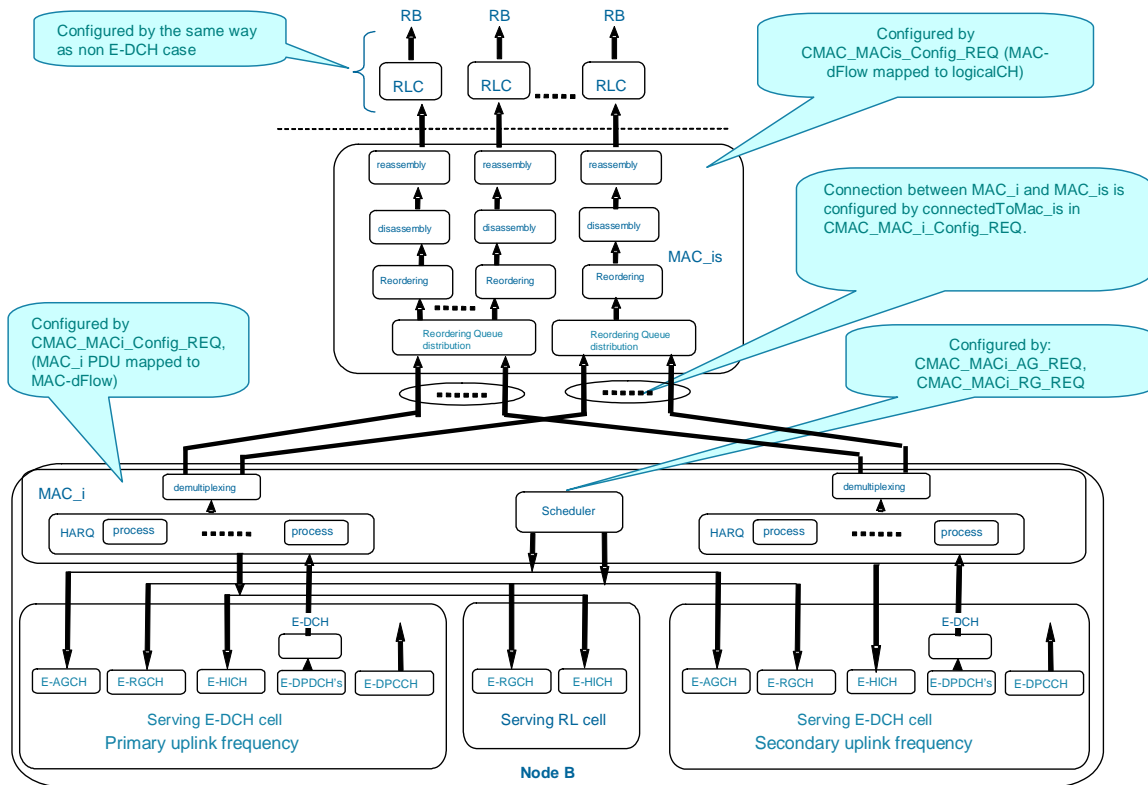 RB RB RB
Configured by the same way
as non E-DCH case
Configured by
CMAC_MACis_Config_REQ (MAC-
dFlow mapped to logicalCH)
RLC RLC RLC
reassembly reassembly reassembly
disassembly disassembly disassembly
Reordering Reordering Reordering
MAC_is
Connection between MAC_i and MAC_is is
configured by connectedToMac_is in
CMAC_MAC_i_Config_REQ.
Reordering Queue
distribution
Reordering Queue
distribution
Configured by
CMAC_MACi_Config_REQ,
(MAC_i PDU mapped to
MAC-dFlow)
Configured by:
CMAC_MACi_AG_REQ,
CMAC_MACi_RG_REQ
MAC_i
demultiplexing
demultiplexing
Scheduler
HARQ process process
HARQ process process
E-DCH
E-DCH
E-AGCH E-RGCH E-HICH E-DPDCH's E-DPCCH
E-RGCH E-HICH
E-AGCH E-RGCH E-HICH E-DPDCH's E-DPCCH
Serving E-DCH cell
Primary uplink frequency
Serving RL cell
Serving E-DCH cell
Secondary uplink frequency
Node B